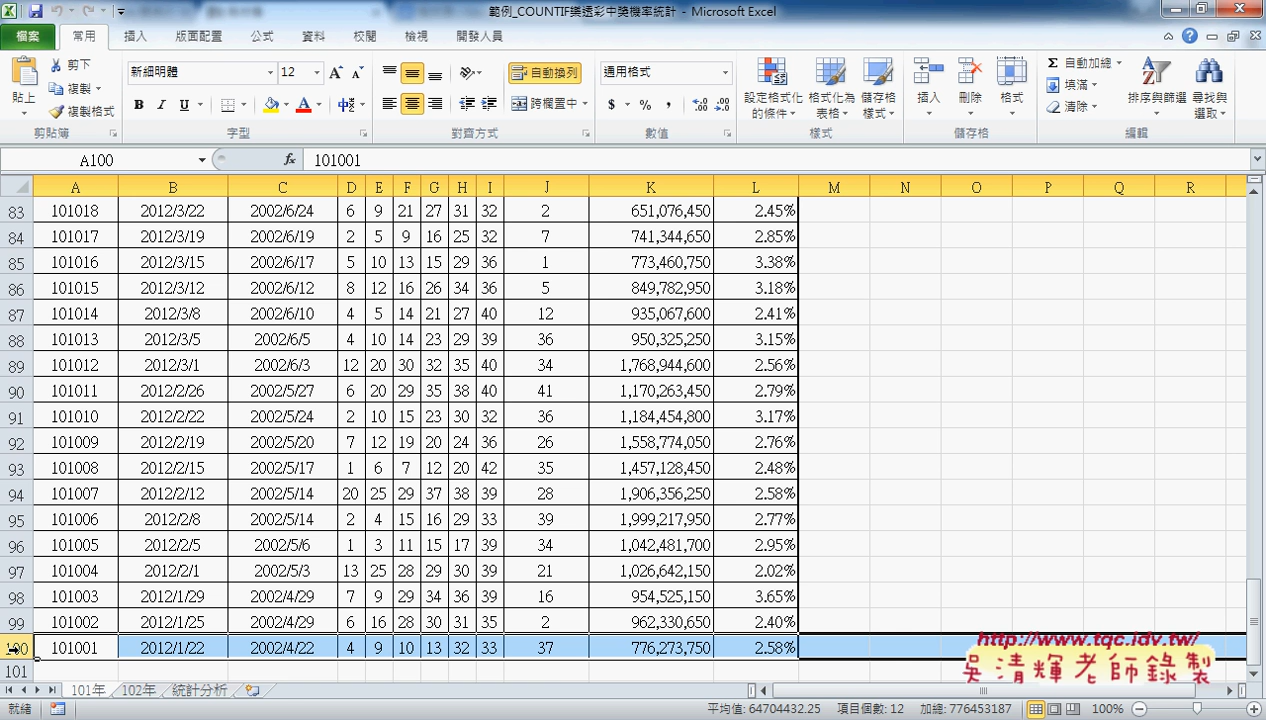 範例_COUNTIF樂透彩中獎機率統計 - Microsoft Excel
檔案 常用 插入 版面配置 公式 資料 校閱 檢視 開發人員
貼上 剪下 複製 複製格式 剪貼簿
新細明體 12 B I U 字型
自動換列 跨欄置中 對齊方式
通用格式 $ % , 數值
設定格式化的條件 格式化為表格 儲存格樣式 樣式
插入 刪除 格式 儲存格
Σ 自動加總 填滿 清除 排序與篩選 尋找與選取 編輯
A100 fx 101001
A B C D E F G H I J K L M N O P Q R
83 101018 2012/3/22 2002/6/24 6 9 21 27 31 32 2 651,076,450 2.45%
84 101017 2012/3/19 2002/6/19 2 5 9 16 25 32 7 741,344,650 2.85%
85 101016 2012/3/15 2002/6/17 5 10 13 15 29 36 1 773,460,750 3.38%
86 101015 2012/3/12 2002/6/12 8 12 16 26 34 36 5 849,782,950 3.18%
87 101014 2012/3/8 2002/6/10 4 5 14 21 27 40 12 935,067,600 2.41%
88 101013 2012/3/5 2002/6/5 4 10 14 23 29 39 36 950,325,250 3.15%
89 101012 2012/3/1 2002/6/3 12 20 30 32 35 40 34 1,768,944,600 2.56%
90 101011 2012/2/26 2002/5/27 6 20 29 35 38 40 41 1,170,263,450 2.79%
91 101010 2012/2/22 2002/5/24 2 10 15 23 30 32 36 1,184,454,800 3.17%
92 101009 2012/2/19 2002/5/20 7 12 19 20 24 36 26 1,558,774,050 2.76%
93 101008 2012/2/15 2002/5/17 1 6 7 12 20 42 35 1,457,128,450 2.48%
94 101007 2012/2/12 2002/5/14 20 25 29 37 38 39 28 1,906,356,250 2.58%
95 101006 2012/2/8 2002/5/14 2 4 15 16 29 33 39 1,999,217,950 2.77%
96 101005 2012/2/5 2002/5/6 1 3 11 15 17 39 34 1,042,481,700 2.95%
97 101004 2012/2/1 2002/5/3 13 25 28 29 30 39 21 1,026,642,150 2.02%
98 101003 2012/1/29 2002/4/29 7 9 29 34 36 39 16 954,525,150 3.65%
99 101002 2012/1/25 2002/4/29 6 16 28 30 31 35 2 962,330,650 2.40%
100 101001 2012/1/22 2002/4/22 4 9 10 13 32 33 37 776,273,750 2.58%
101
http://www.tqc.idv.tw/
吳清輝老師錄製
101年 102年 統計分析
就緒 平均值: 64704432.25 項目個數: 12 加總: 776453187 100%